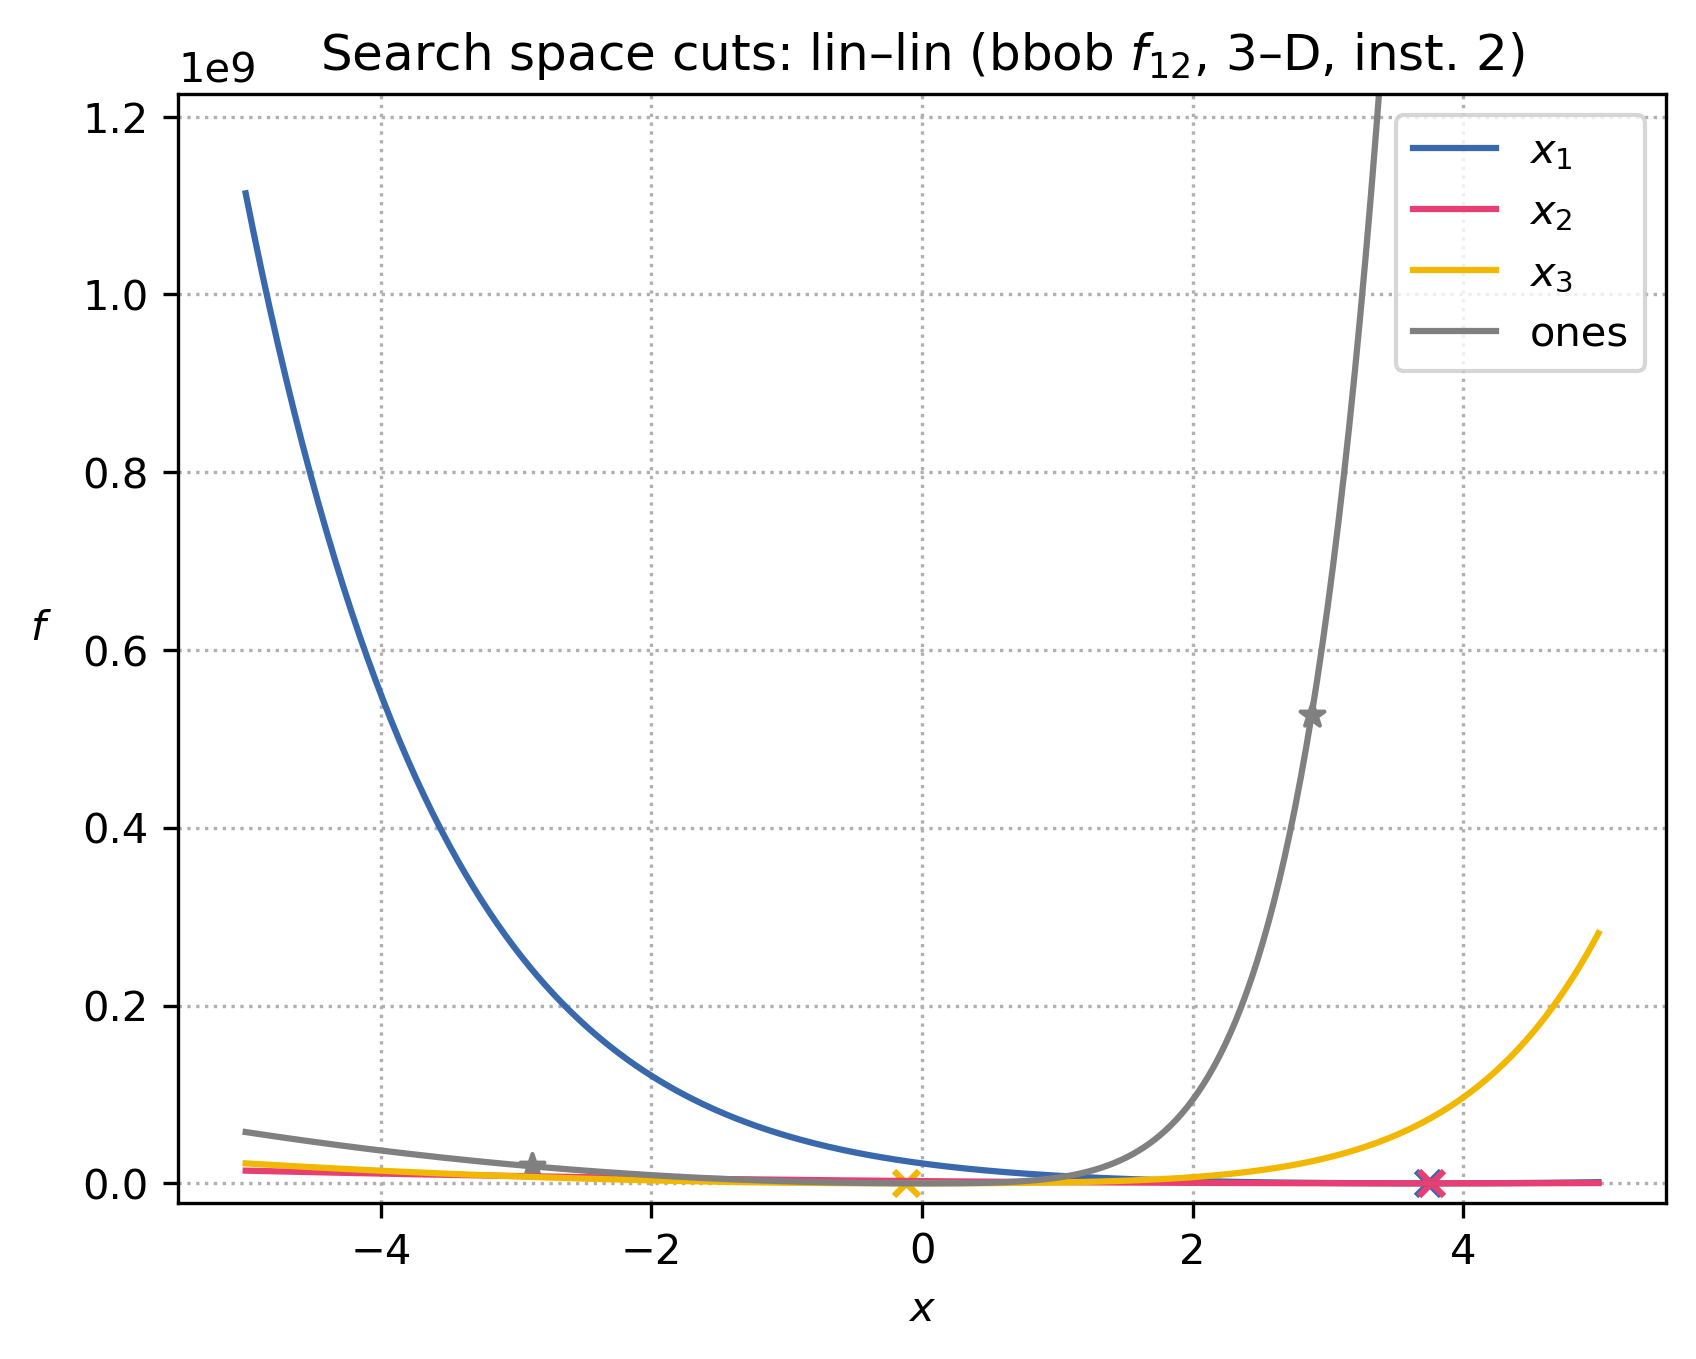 Search space cuts: lin–lin (bbob f₁₂, 3–D, inst. 2)
1e9
1.2
1.0
0.8
0.6
0.4
0.2
0.0
f
−4 −2 0 2 4
x
x₁
x₂
x₃
ones